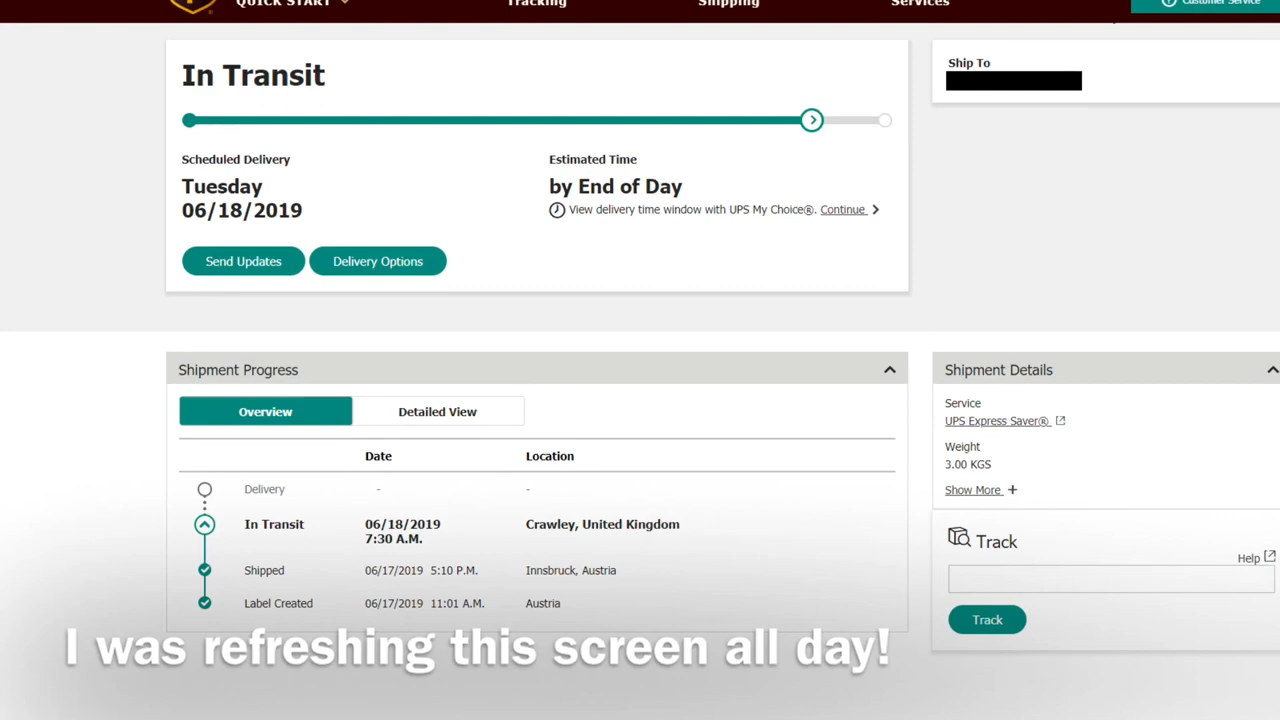 QUICK START
Tracking
Shipping
Services
Customer Service
In Transit
Ship To
Scheduled Delivery
Estimated Time
Tuesday
06/18/2019
by End of Day
View delivery time window with UPS My Choice®. Continue
Send Updates
Delivery Options
Shipment Progress
Overview
Detailed View
Date
Location
Delivery - -
In Transit 06/18/2019 Crawley, United Kingdom
7:30 A.M.
Shipped 06/17/2019 5:10 P.M. Innsbruck, Austria
Label Created 06/17/2019 11:01 A.M. Austria
Shipment Details
Service
UPS Express Saver®
Weight
3.00 KGS
Show More +
Track
Help
Track
I was refreshing this screen all day!